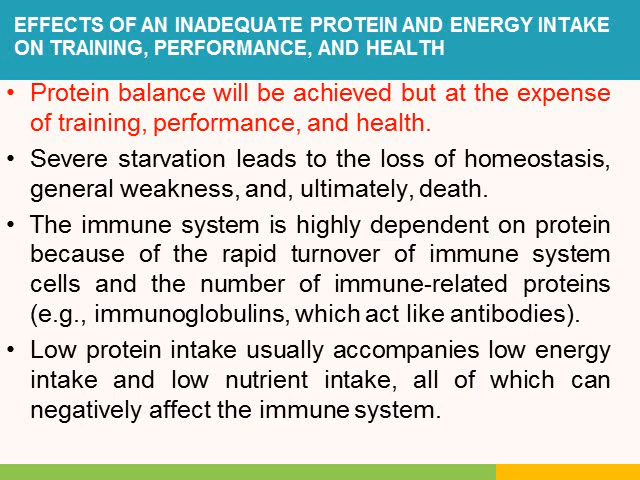 EFFECTS OF AN INADEQUATE PROTEIN AND ENERGY INTAKE
ON TRAINING, PERFORMANCE, AND HEALTH
• Protein balance will be achieved but at the expense
of training, performance, and health.
• Severe starvation leads to the loss of homeostasis,
general weakness, and, ultimately, death.
• The immune system is highly dependent on protein
because of the rapid turnover of immune system
cells and the number of immune-related proteins
(e.g., immunoglobulins, which act like antibodies).
• Low protein intake usually accompanies low energy
intake and low nutrient intake, all of which can
negatively affect the immune system.